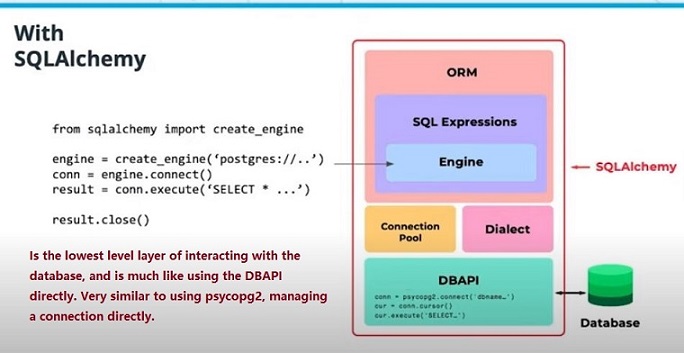 With
SQLAlchemy
from sqlalchemy import create_engine
engine = create_engine(‘postgres://..’)
conn = engine.connect()
result = conn.execute(‘SELECT * ...’)
result.close()
Is the lowest level layer of interacting with the
database, and is much like using the DBAPI
directly. Very similar to using psycopg2, managing
a connection directly.
ORM
SQL Expressions
Engine
SQLAlchemy
Connection
Pool
Dialect
DBAPI
conn = psycopg2.connect('dbname…')
cur = conn.cursor()
cur.execute('SELECT…')
Database